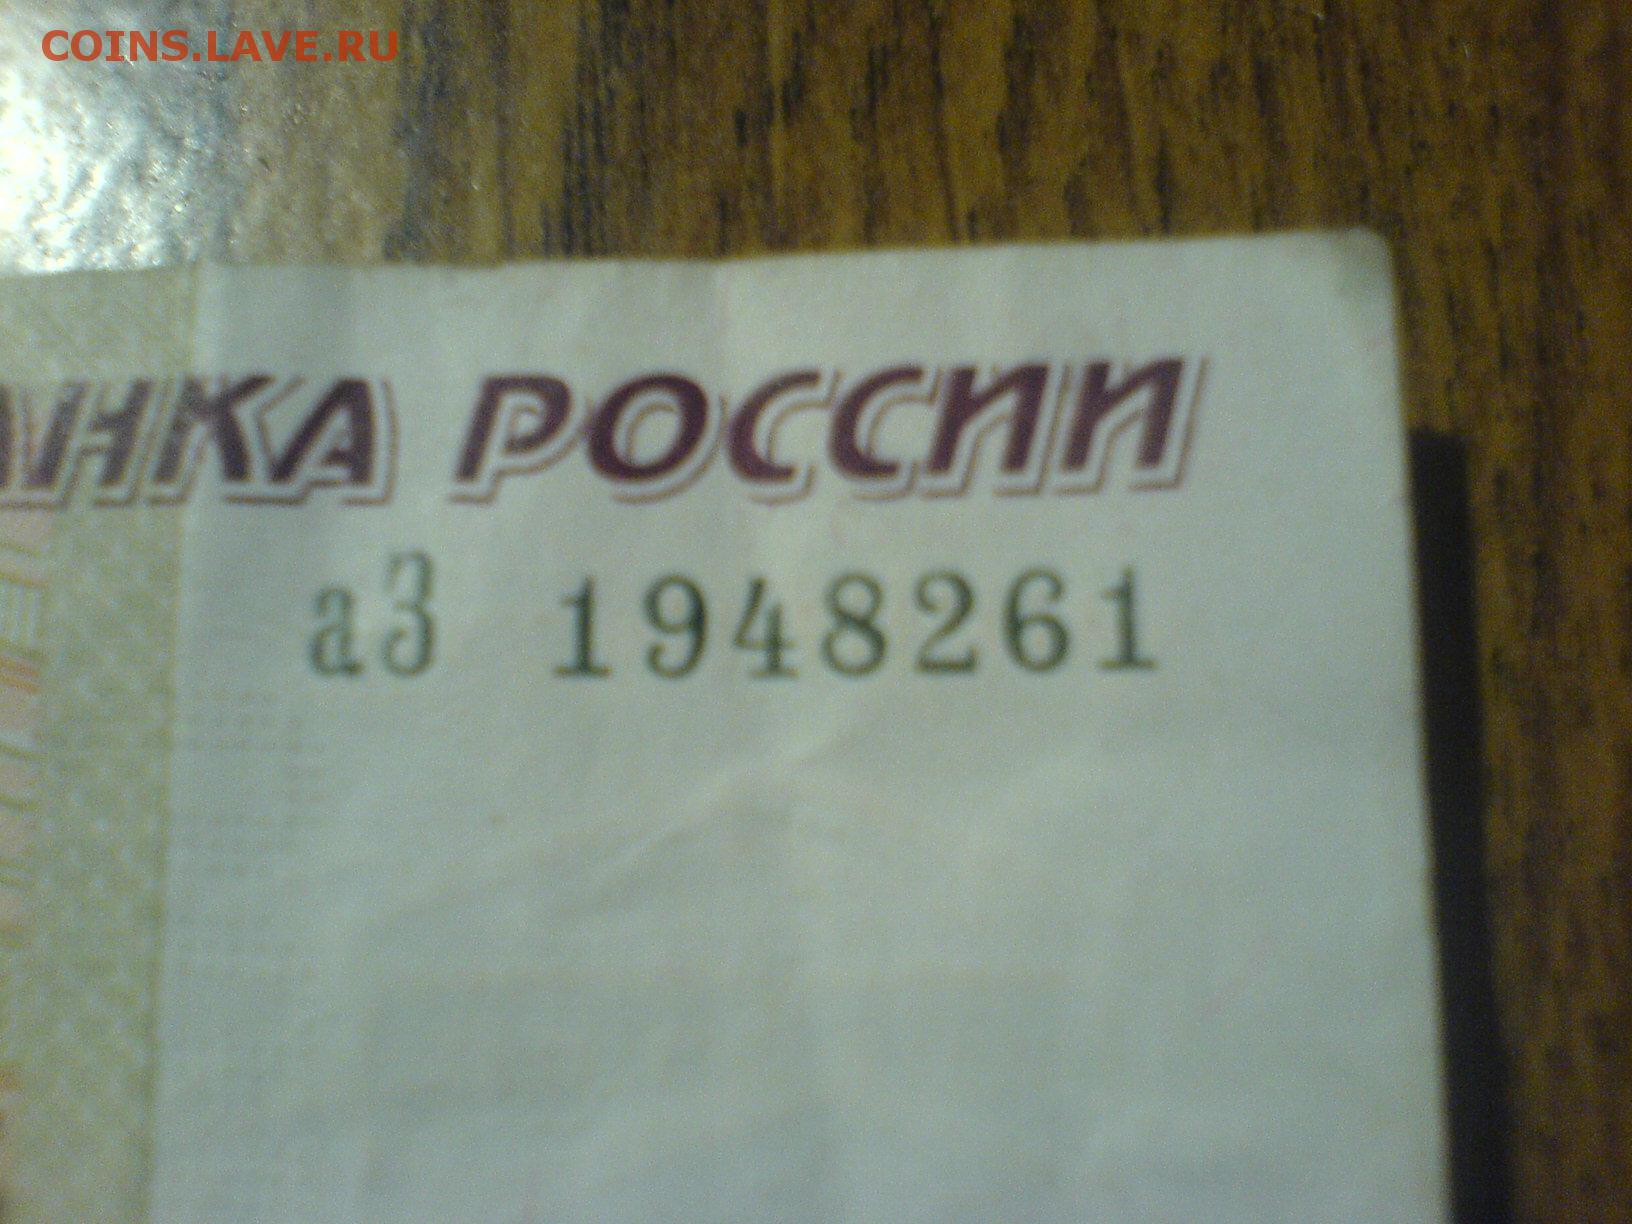 COINS.LAVE.RU
АНКА РОССИИ
аЗ 1948261